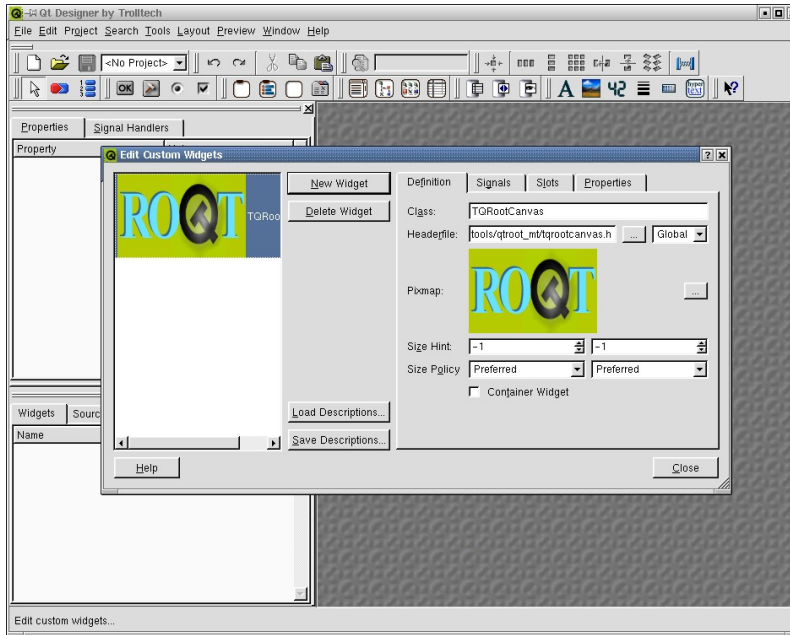 Qt Designer by Trolltech
File Edit Project Search Tools Layout Preview Window Help
<No Project>
OK
A 42
Properties Signal Handlers
Property
Edit Custom Widgets
ROQT TQRoo
New Widget
Delete Widget
Load Descriptions...
Save Descriptions...
Definition Signals Slots Properties
Class: TQRootCanvas
Headerfile: tools/qtroot_mt/tqrootcanvas.h ... Global
Pixmap: ROQT ...
Size Hint: -1 -1
Size Policy Preferred Preferred
Container Widget
Help
Close
Widgets Sourc
Name
Edit custom widgets...